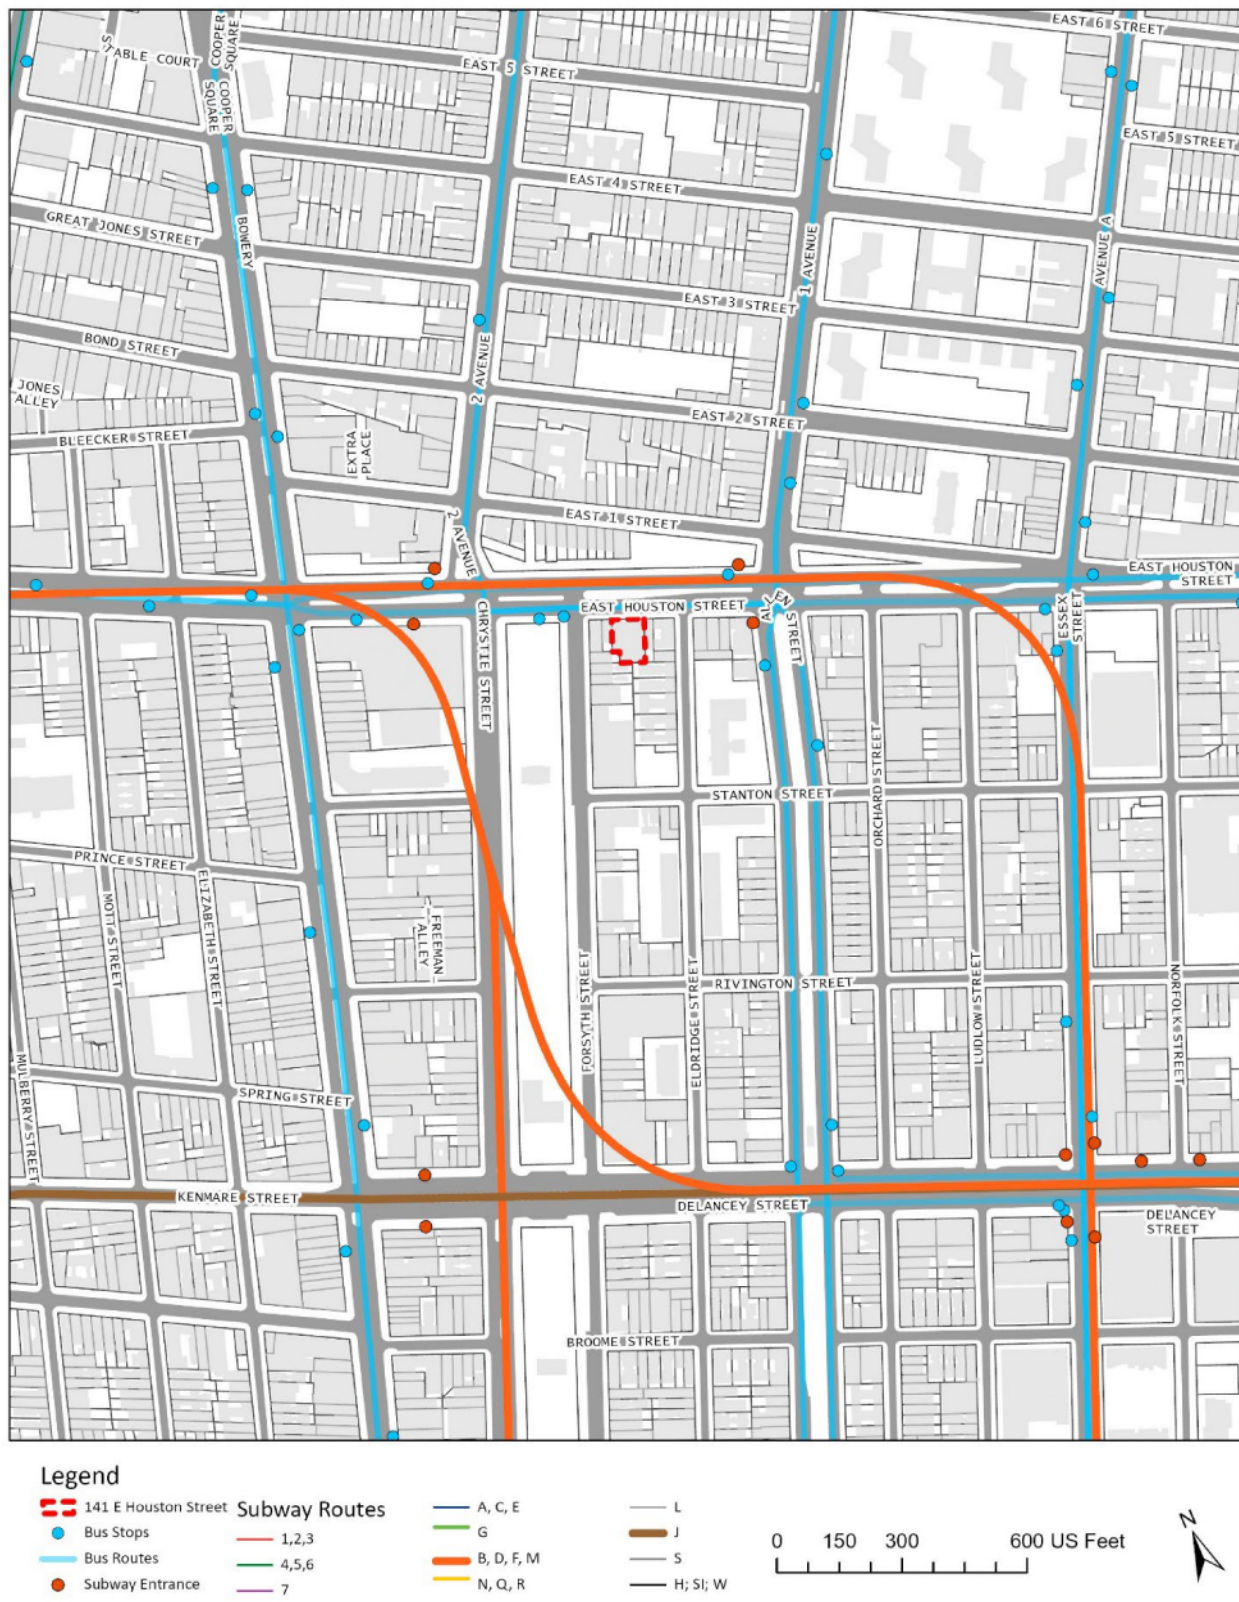 EAST 6 STREET
STABLE COURT
COOPER
SQUARE
EAST 5 STREET
COOPER
SQUARE
EAST 5 STREET
EAST 4 STREET
GREAT JONES STREET
BOWERY
AVENUE A
1 AVENUE
EAST 3 STREET
BOND STREET
2 AVENUE
JONES
ALLEY
EAST 2 STREET
BLEECKER STREET
EXTRA
PLACE
EAST 1 STREET
2 AVENUE
EAST HOUSTON
STREET
EAST HOUSTON STREET
ALLEN STREET
ESSEX
STREET
CHRYSTIE STREET
ORCHARD STREET
STANTON STREET
PRINCE STREET
MOTT STREET
ELIZABETH STREET
FREEMAN
ALLEY
FORSYTH STREET
ELDRIDGE STREET
RIVINGTON STREET
LUDLOW STREET
NORFOLK STREET
MULBERRY STREET
SPRING STREET
KENMARE STREET
DELANCEY STREET
DELANCEY
STREET
BROOME STREET
Legend
141 E Houston Street
Bus Stops
Bus Routes
Subway Entrance
Subway Routes
1,2,3
4,5,6
7
A, C, E
G
B, D, F, M
N, Q, R
L
J
S
H; SI; W
0 150 300 600 US Feet
N